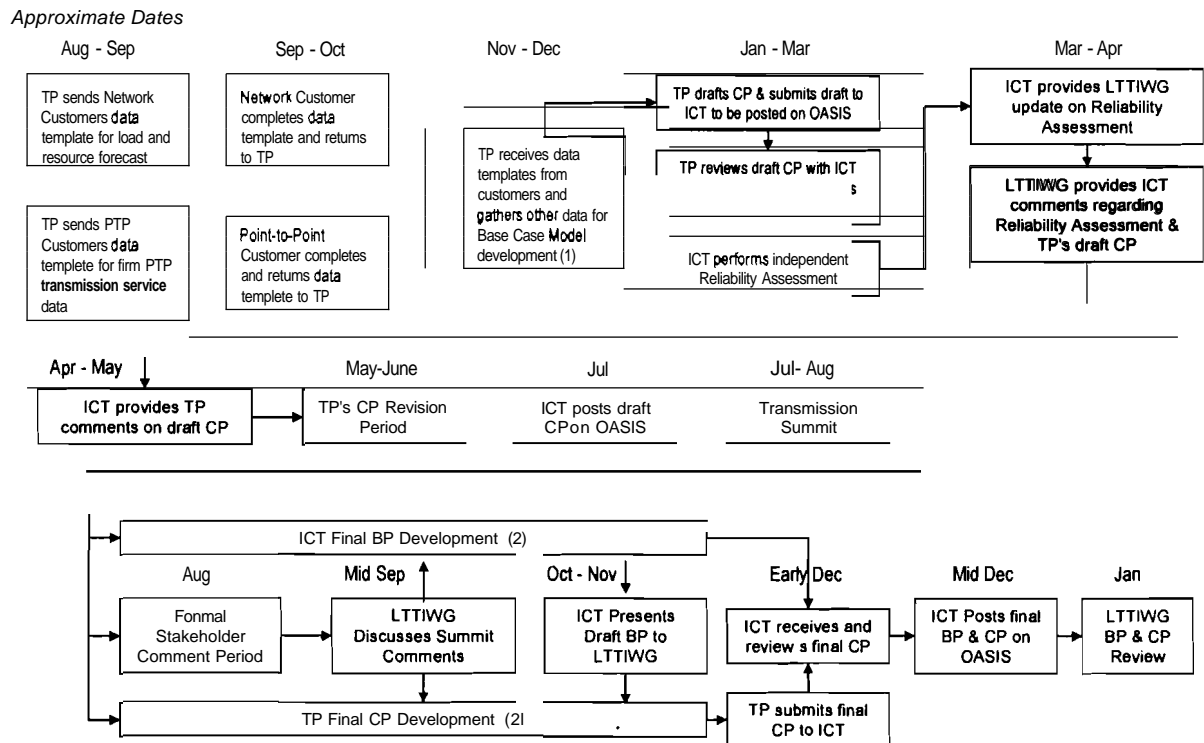 Approximate Dates
Aug - Sep
Sep - Oct
Nov - Dec
Jan - Mar
Mar - Apr
TP sends Network
Customers data
template for load and
resource forecast
Network Customer
completes data
template and returns
to TP
TP sends PTP
Customers data
templete for firm PTP
transmission service
data
Point-to-Point
Customer completes
and returns data
templete to TP
TP receives data
templates from
customers and
gathers other data for
Base Case Model
development (1)
TP drafts CP & submits draft to
ICT to be posted on OASIS
TP reviews draft CP with ICT
s
ICT performs independent
Reliability Assessment
ICT provides LTTIWG
update on Reliability
Assessment
LTTIWG provides ICT
comments regarding
Reliability Assessment &
TP's draft CP
Apr - May
May-June
Jul
Jul- Aug
ICT provides TP
comments on draft CP
TP's CP Revision
Period
ICT posts draft
CPon OASIS
Transmission
Summit
ICT Final BP Development (2)
Aug
Mid Sep
Oct - Nov
Early Dec
Mid Dec
Jan
Fonmal
Stakeholder
Comment Period
LTTIWG
Discusses Summit
Comments
ICT Presents
Draft BP to
LTTIWG
ICT receives and
review s final CP
ICT Posts final
BP & CP on
OASIS
LTTIWG
BP & CP
Review
TP Final CP Development (2l
TP submits final
CP to ICT